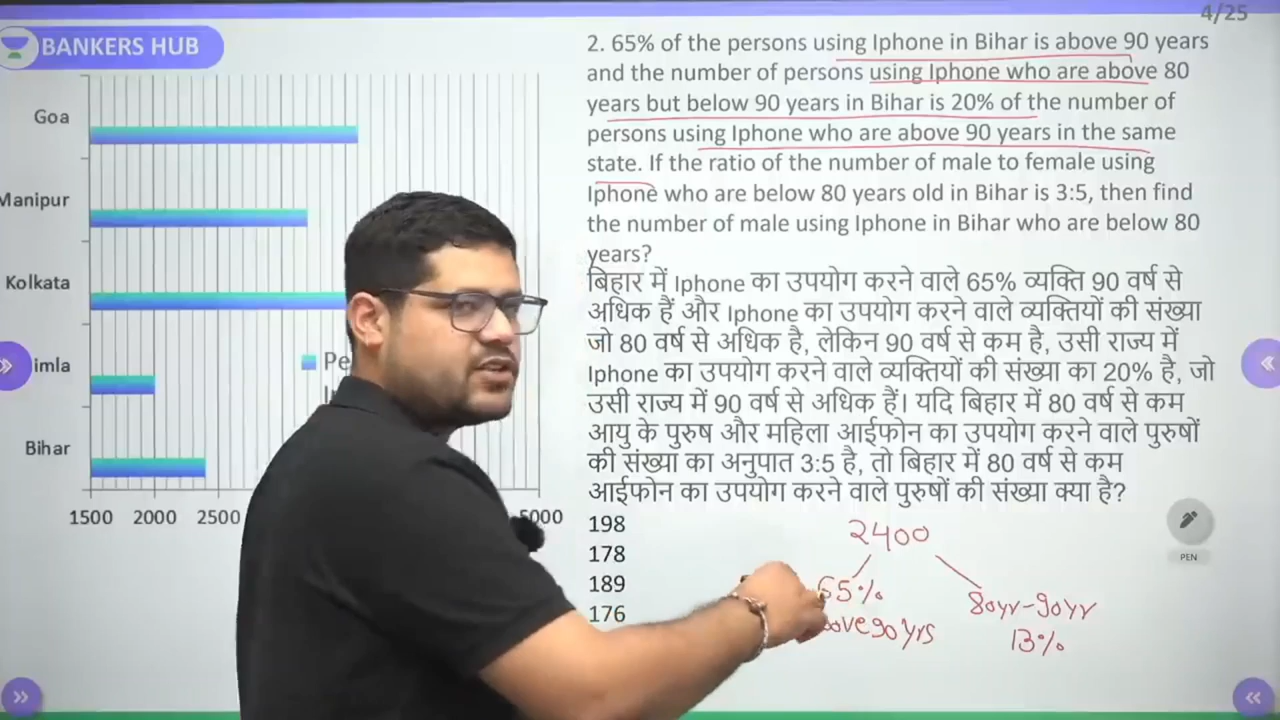 4/25
BANKERS HUB
2. 65% of the persons using Iphone in Bihar is above 90 years
and the number of persons using Iphone who are above 80
years but below 90 years in Bihar is 20% of the number of
persons using Iphone who are above 90 years in the same
state. If the ratio of the number of male to female using
Iphone who are below 80 years old in Bihar is 3:5, then find
the number of male using Iphone in Bihar who are below 80
years?
बिहार में Iphone का उपयोग करने वाले 65% व्यक्ति 90 वर्ष से
अधिक हैं और Iphone का उपयोग करने वाले व्यक्तियों की संख्या
जो 80 वर्ष से अधिक है, लेकिन 90 वर्ष से कम है, उसी राज्य में
Iphone का उपयोग करने वाले व्यक्तियों की संख्या का 20% है, जो
उसी राज्य में 90 वर्ष से अधिक हैं। यदि बिहार में 80 वर्ष से कम
आयु के पुरुष और महिला आईफोन का उपयोग करने वाले पुरुषों
की संख्या का अनुपात 3:5 है, तो बिहार में 80 वर्ष से कम
आईफोन का उपयोग करने वाले पुरुषों की संख्या क्या है?
198
178
189
176
2400
65%
90 yrs
80yr-90yr
13%
PEN
Goa
Manipur
Kolkata
imla
Bihar
Pe
1500 2000 2500 5000